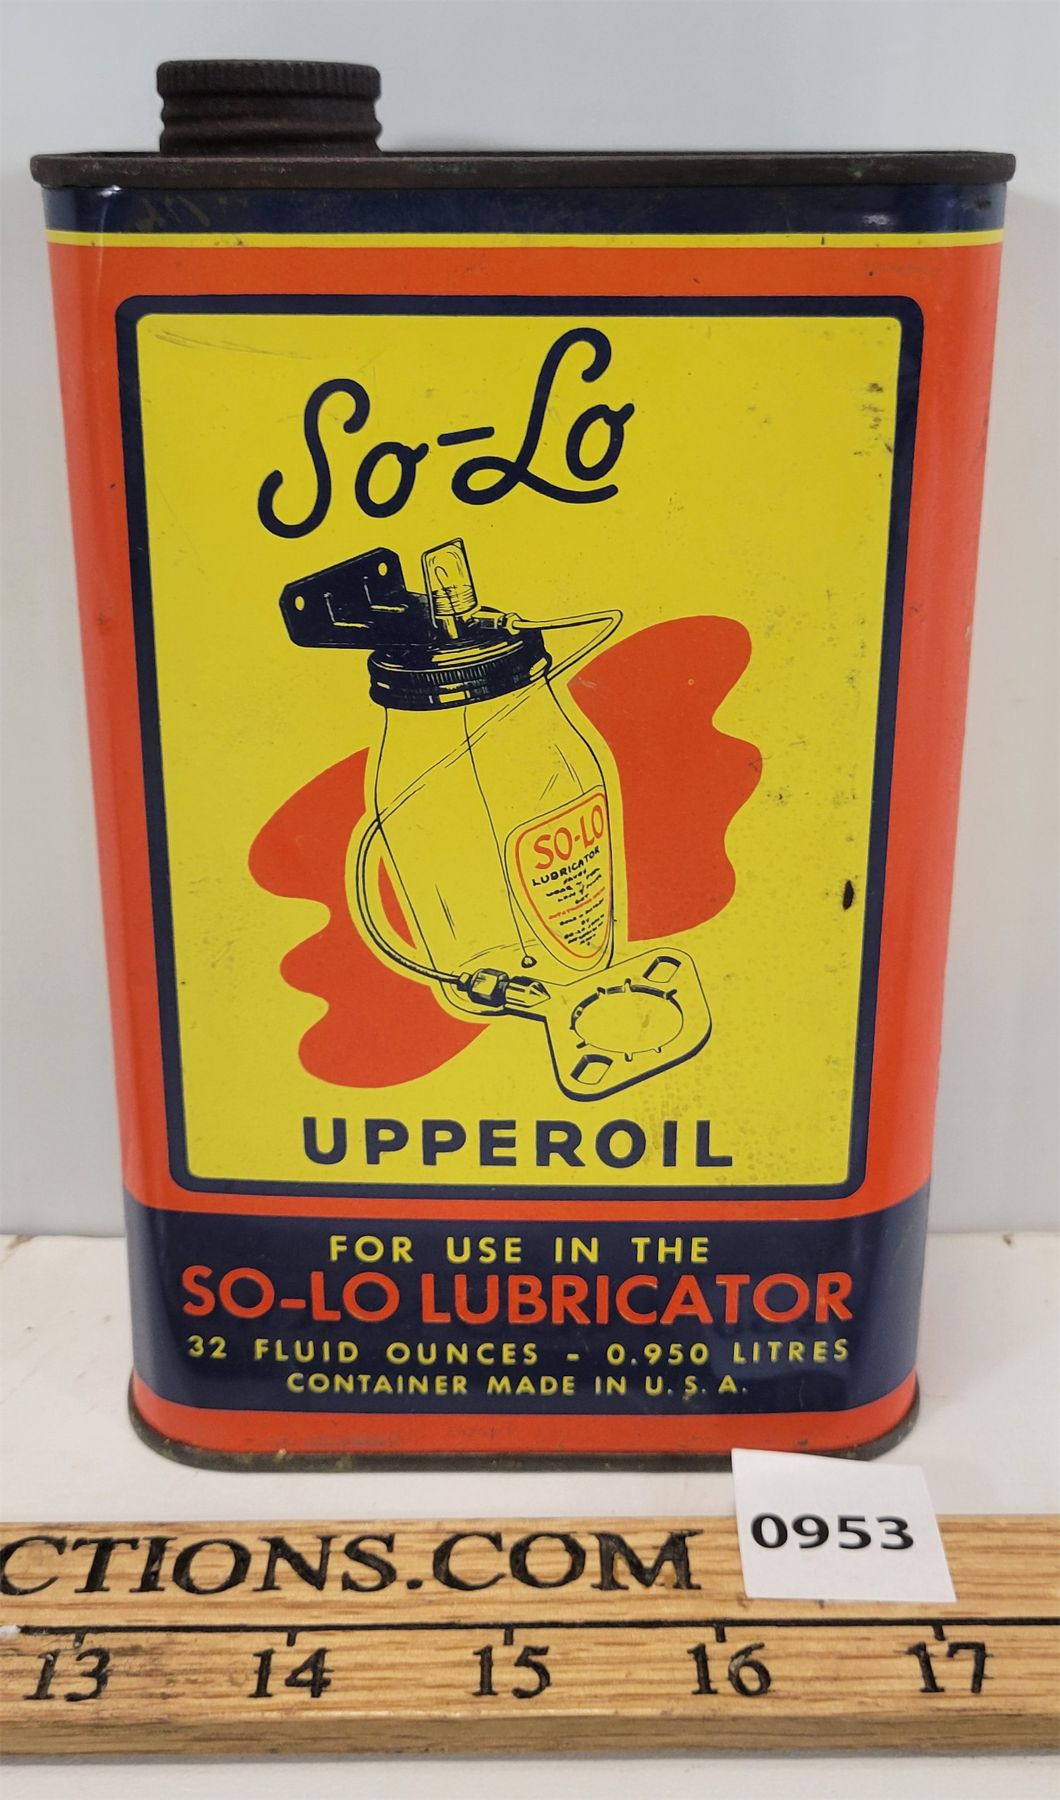 So-Lo
SO-LO
LUBRICATOR
UPPEROIL
FOR USE IN THE
SO-LO LUBRICATOR
32 FLUID OUNCES - 0.950 LITRES
CONTAINER MADE IN U.S.A.
0953
CTIONS.COM
13 14 15 16 17